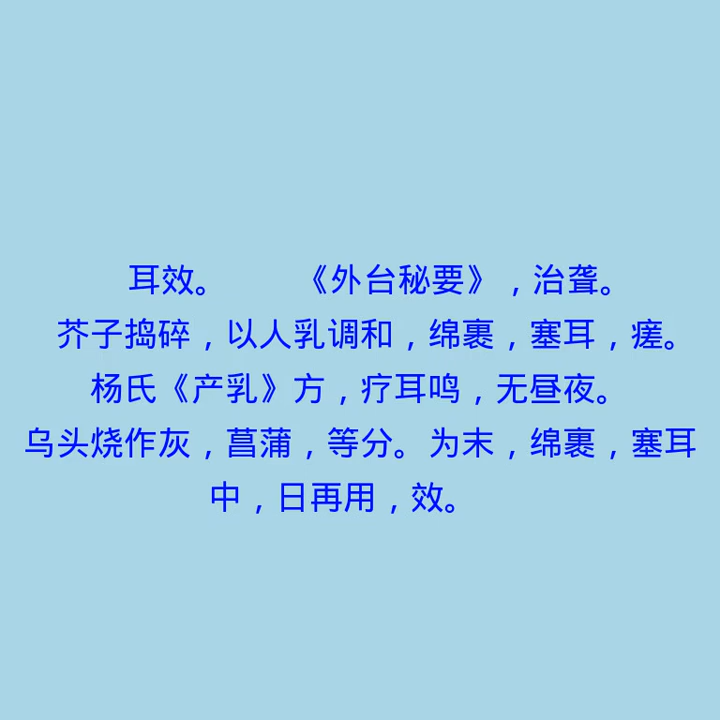 耳效。　　《外台秘要》，治聋。
芥子捣碎，以人乳调和，绵裹，塞耳，瘥。
杨氏《产乳》方，疗耳鸣，无昼夜。
乌头烧作灰，菖蒲，等分。为末，绵裹，塞耳
中，日再用，效。